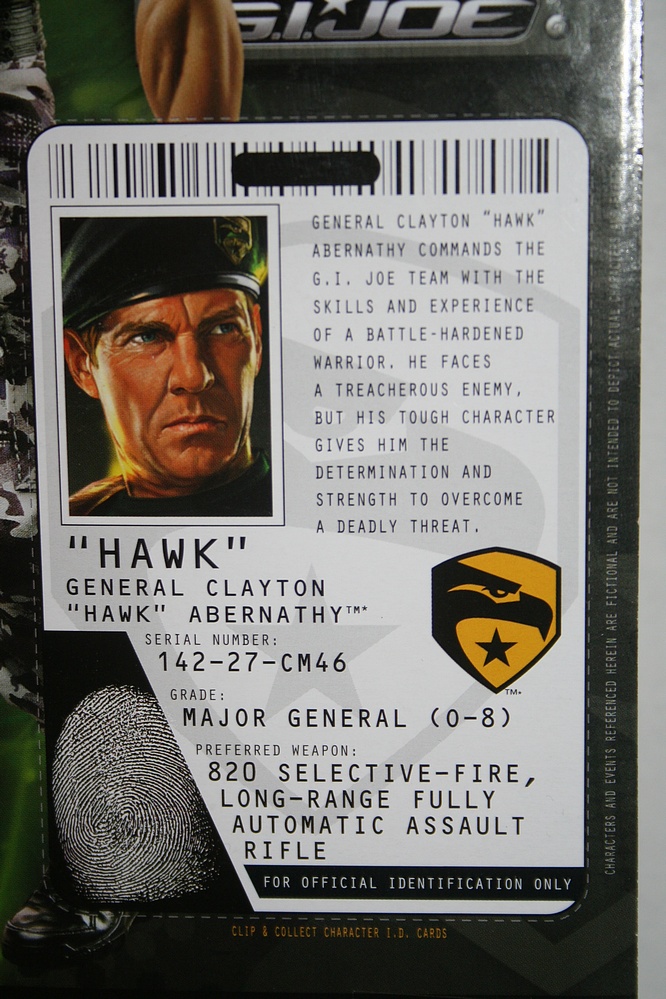 G.I.JOE
GENERAL CLAYTON "HAWK"
ABERNATHY COMMANDS THE
G.I. JOE TEAM WITH THE
SKILLS AND EXPERIENCE
OF A BATTLE-HARDENED
WARRIOR. HE FACES
A TREACHEROUS ENEMY,
BUT HIS TOUGH CHARACTER
GIVES HIM THE
DETERMINATION AND
STRENGTH TO OVERCOME
A DEADLY THREAT.
"HAWK"
GENERAL CLAYTON
"HAWK" ABERNATHY™*
TM*
SERIAL NUMBER:
142-27-CM46
GRADE:
MAJOR GENERAL (O-8)
PREFERRED WEAPON:
820 SELECTIVE-FIRE,
LONG-RANGE FULLY
AUTOMATIC ASSAULT
RIFLE
FOR OFFICIAL IDENTIFICATION ONLY
CLIP & COLLECT CHARACTER I.D. CARDS
CHARACTERS AND EVENTS REFERENCED HEREIN ARE FICTIONAL AND ARE NOT INTENDED TO DEPICT ACTUAL